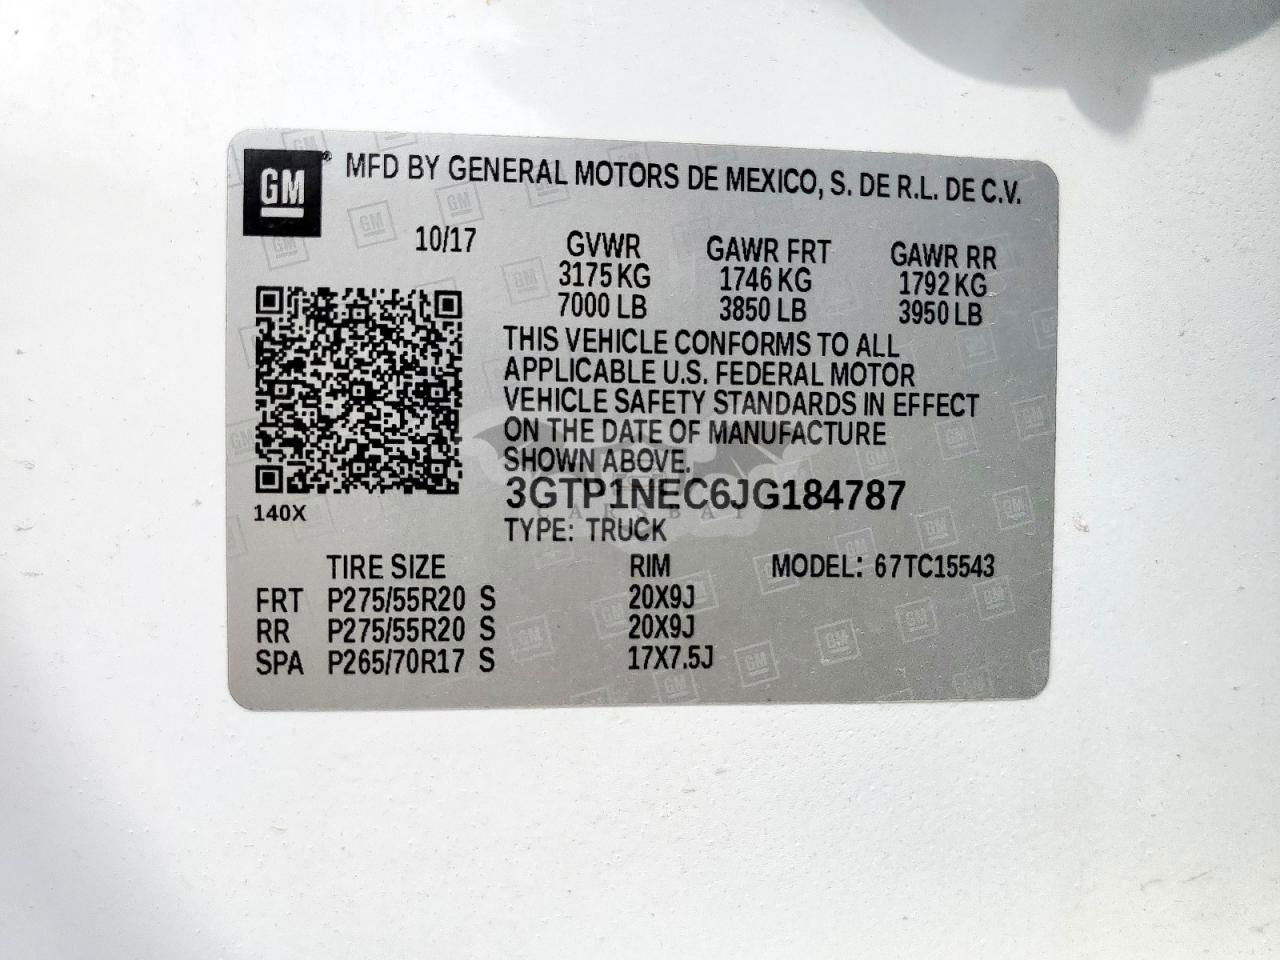 GM
MFD BY GENERAL MOTORS DE MEXICO, S. DE R.L. DE C.V.
10/17
GVWR GAWR FRT GAWR RR
3175 KG 1746 KG 1792 KG
7000 LB 3850 LB 3950 LB
THIS VEHICLE CONFORMS TO ALL
APPLICABLE U.S. FEDERAL MOTOR
VEHICLE SAFETY STANDARDS IN EFFECT
ON THE DATE OF MANUFACTURE
SHOWN ABOVE.
3GTP1NEC6JG184787
CARSBAT
140X
TYPE: TRUCK
TIRE SIZE RIM MODEL: 67TC15543
FRT P275/55R20 S 20X9J
RR P275/55R20 S 20X9J
SPA P265/70R17 S 17X7.5J